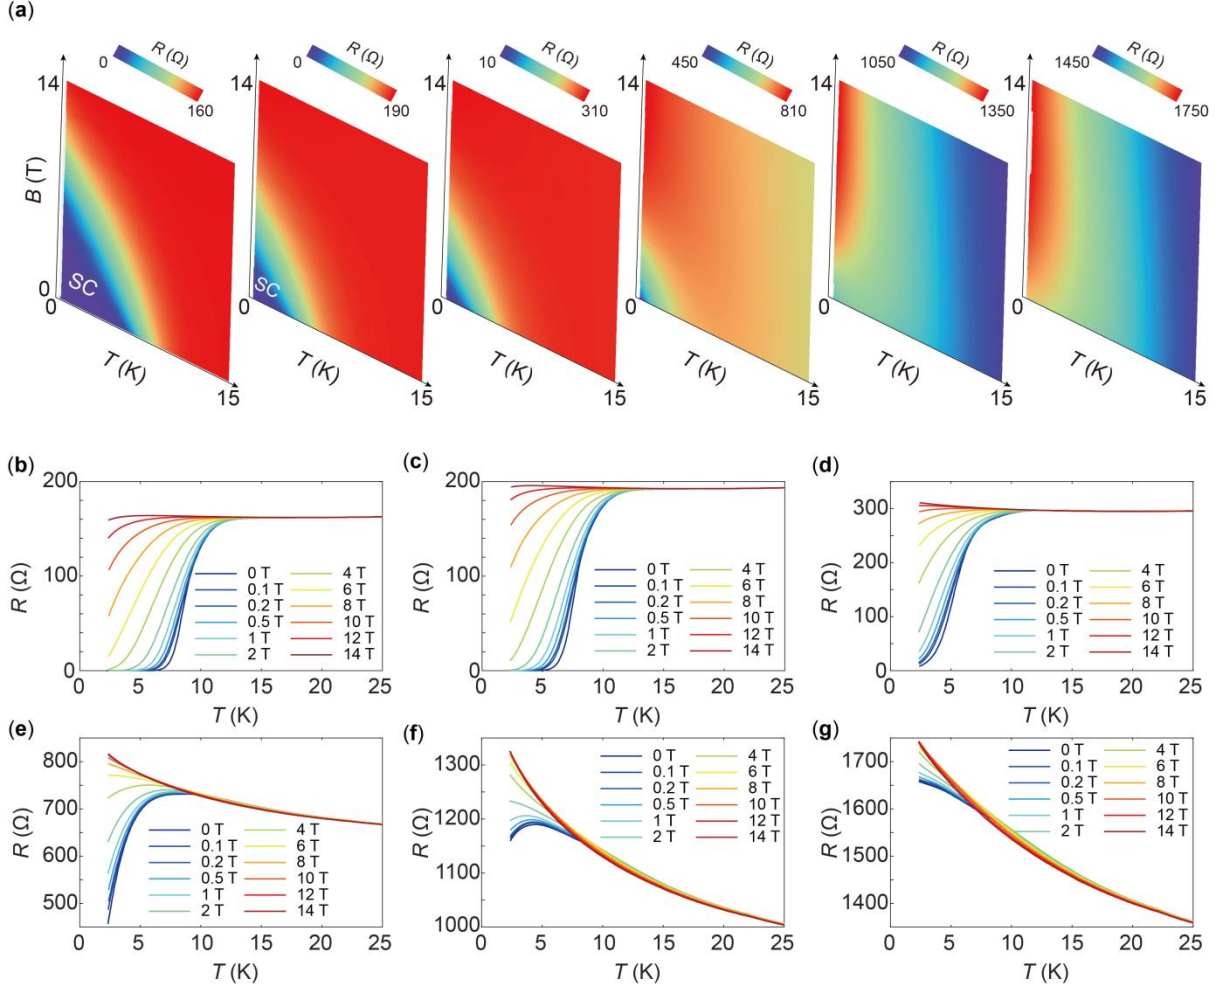 (a)
R (Ω) R (Ω) R (Ω) R (Ω) R (Ω) R (Ω)
0 0 10 450 1050 1450
160 190 310 810 1350 1750
14 14 14 14 14 14
B (T)
SC SC
0 0 0 0 0 0
0 0 0 0 0 0
T (K) T (K) T (K) T (K) T (K) T (K)
15 15 15 15 15 15
(b)
200
100
0
R (Ω)
0 T 4 T
0.1 T 6 T
0.2 T 8 T
0.5 T 10 T
1 T 12 T
2 T 14 T
0 5 10 15 20 25
T (K)
(c)
200
100
0
R (Ω)
0 T 4 T
0.1 T 6 T
0.2 T 8 T
0.5 T 10 T
1 T 12 T
2 T 14 T
0 5 10 15 20 25
T (K)
(d)
300
200
100
0
R (Ω)
0 T 4 T
0.1 T 6 T
0.2 T 8 T
0.5 T 10 T
1 T 12 T
2 T 14 T
0 5 10 15 20 25
T (K)
(e)
800
700
600
500
R (Ω)
0 T 4 T
0.1 T 6 T
0.2 T 8 T
0.5 T 10 T
1 T 12 T
2 T 14 T
0 5 10 15 20 25
T (K)
(f)
1300
1200
1100
1000
R (Ω)
0 T 4 T
0.1 T 6 T
0.2 T 8 T
0.5 T 10 T
1 T 12 T
2 T 14 T
0 5 10 15 20 25
T (K)
(g)
1700
1600
1500
1400
R (Ω)
0 T 4 T
0.1 T 6 T
0.2 T 8 T
0.5 T 10 T
1 T 12 T
2 T 14 T
0 5 10 15 20 25
T (K)